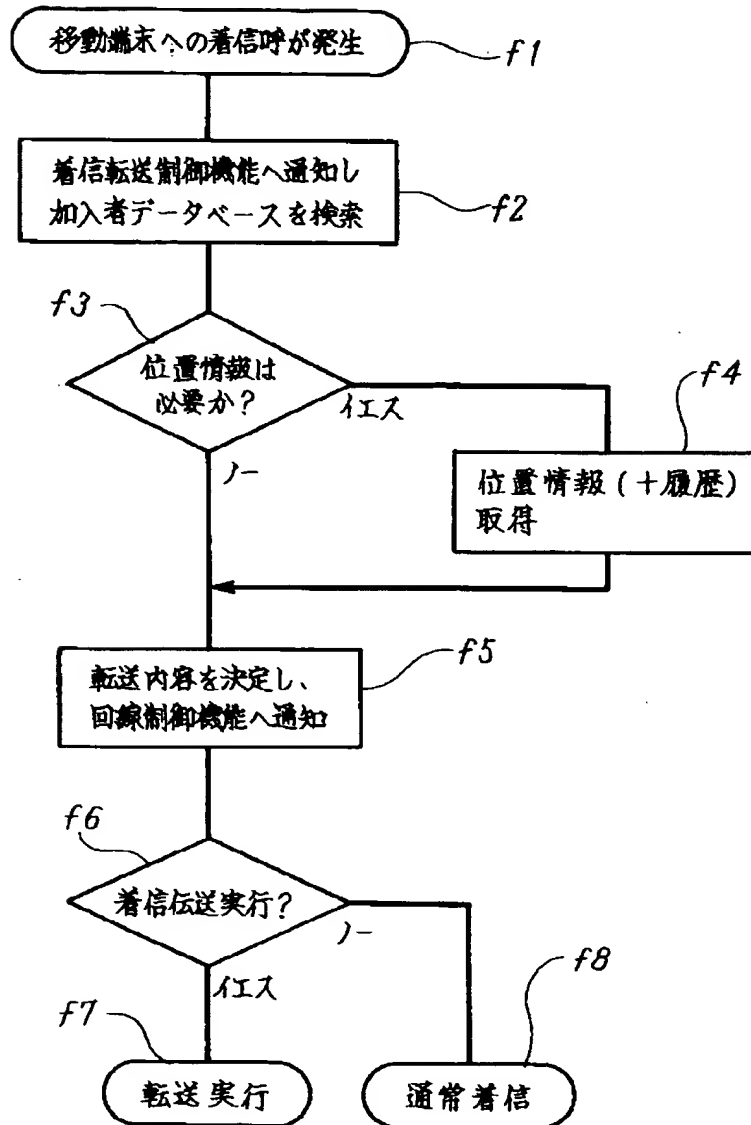 移動端末への着信呼が発生
f1
着信転送制御機能へ通知し
加入者データベースを検索
f2
f3
位置情報は
必要か?
イエス
ノー
f4
位置情報(+履歴)
取得
転送内容を決定し、
回線制御機能へ通知
f5
f6
着信伝送実行?
ノー
イエス
f7
転送実行
f8
通常着信